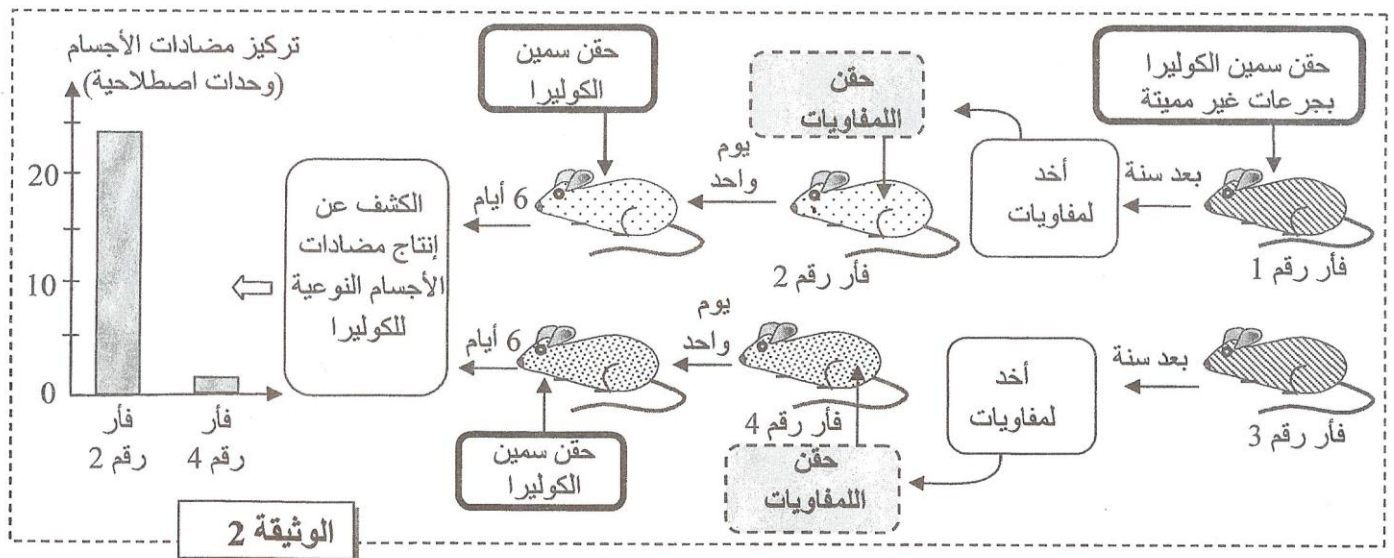 حقن سمين الكوليرا
بجرعات غير مميتة
بعد سنة
فأر رقم 1
أخد
لمفاويات
حقن
اللمفاويات
فأر رقم 2
يوم
واحد
حقن سمين
الكوليرا
6 أيام
بعد سنة
فأر رقم 3
أخد
لمفاويات
حقن
اللمفاويات
فأر رقم 4
يوم
واحد
حقن سمين
الكوليرا
6 أيام
الكشف عن
إنتاج مضادات
الأجسام النوعية
للكوليرا
تركيز مضادات الأجسام
(وحدات اصطلاحية)
20
10
0
فأر
رقم 2
فأر
رقم 4
الوثيقة 2